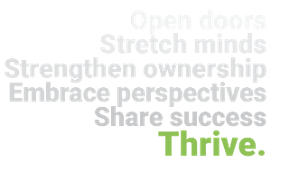 Open doors
Stretch minds
Strengthen ownership
Embrace perspectives
Share success
Thrive.